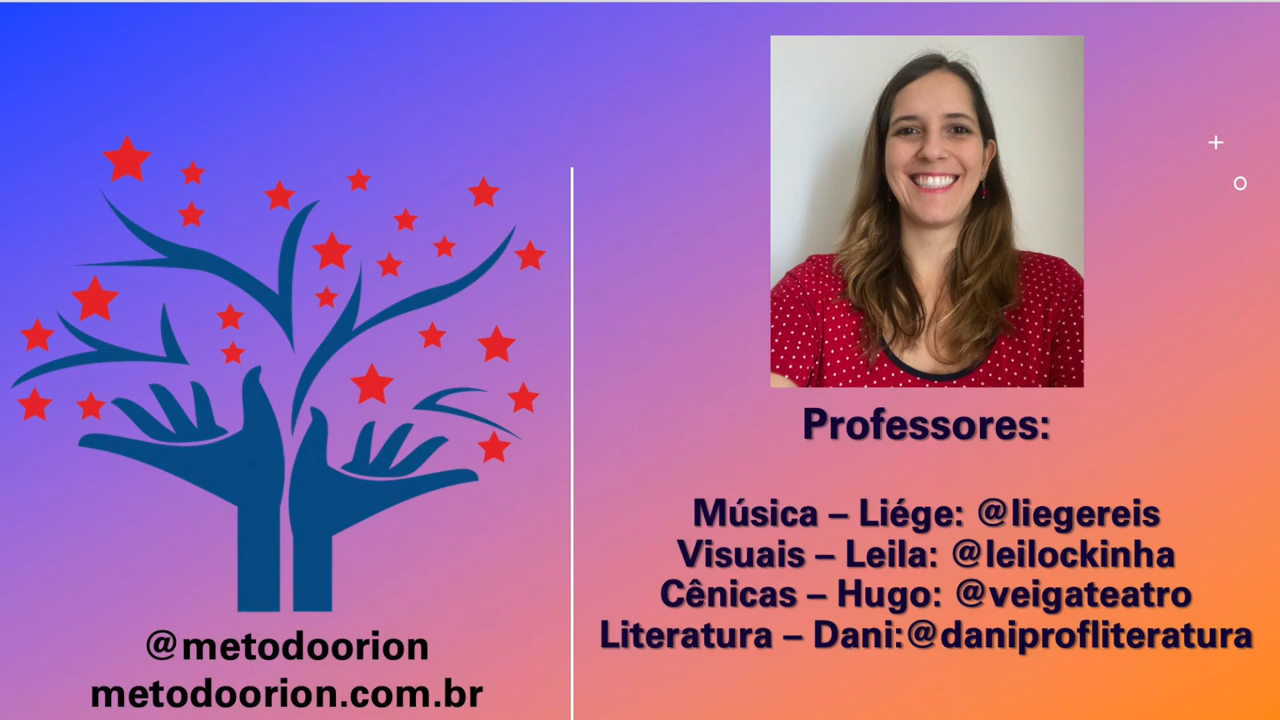 @metodoorion
metodoorion.com.br
Professores:
Música – Liége: @liegereis
Visuais – Leila: @leilockinha
Cênicas – Hugo: @veigateatro
Literatura – Dani:@daniprofliteratura